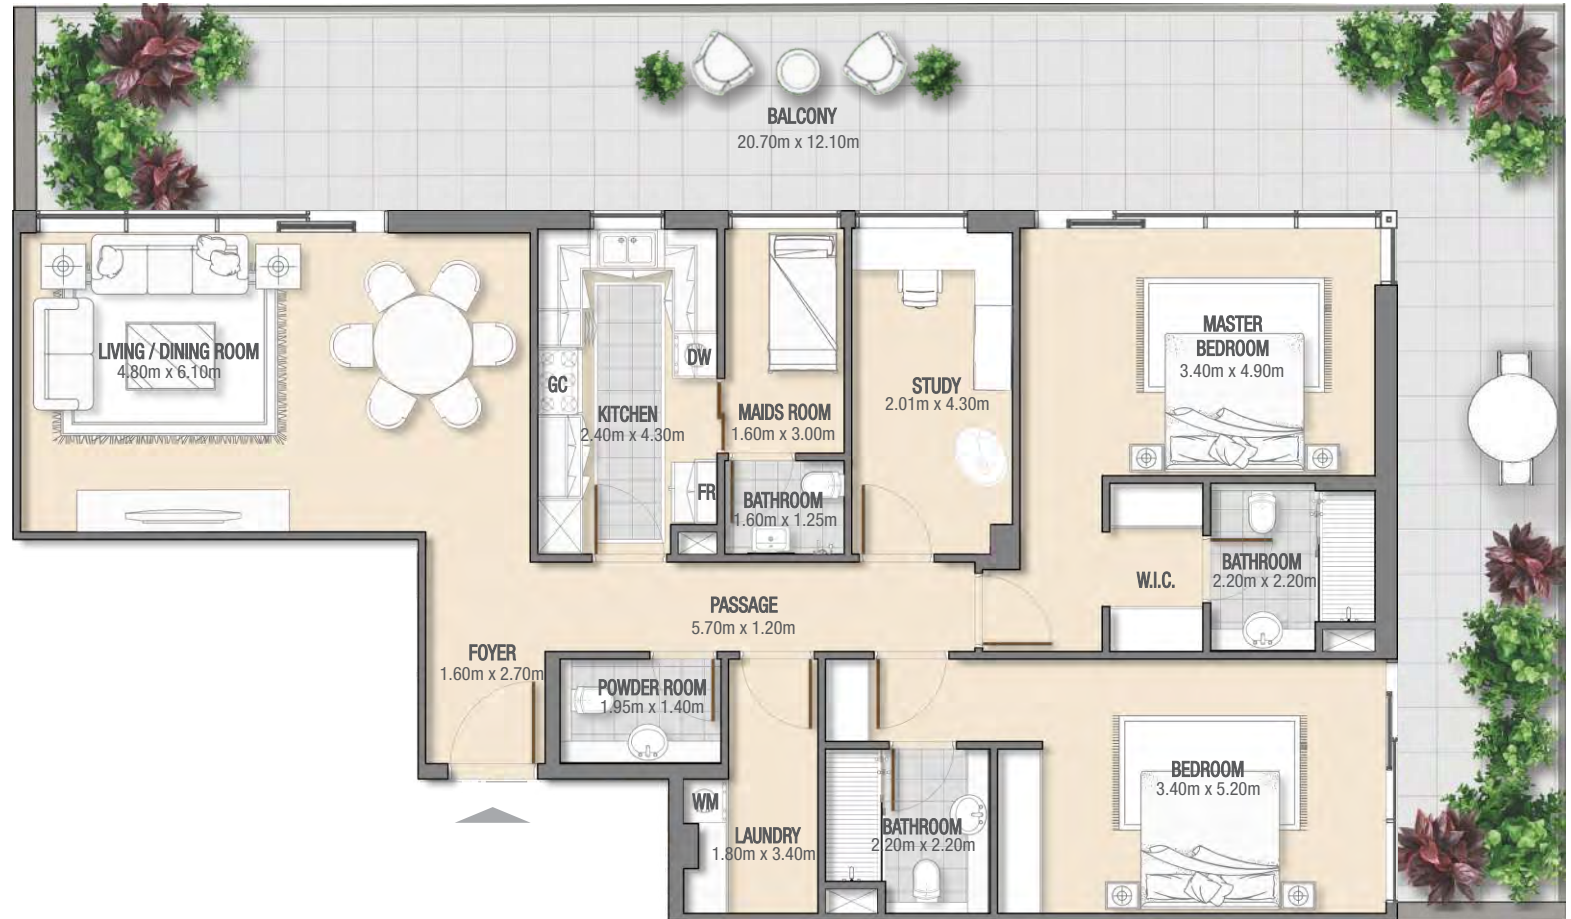 BALCONY
20.70m x 12.10m
LIVING / DINING ROOM
4.80m x 6.10m
GC
DW
KITCHEN
2.40m x 4.30m
FR
MAIDS ROOM
1.60m x 3.00m
BATHROOM
1.60m x 1.25m
STUDY
2.01m x 4.30m
MASTER
BEDROOM
3.40m x 4.90m
W.I.C.
BATHROOM
2.20m x 2.20m
PASSAGE
5.70m x 1.20m
FOYER
1.60m x 2.70m
POWDER ROOM
1.95m x 1.40m
WM
LAUNDRY
1.80m x 3.40m
BATHROOM
2.20m x 2.20m
BEDROOM
3.40m x 5.20m